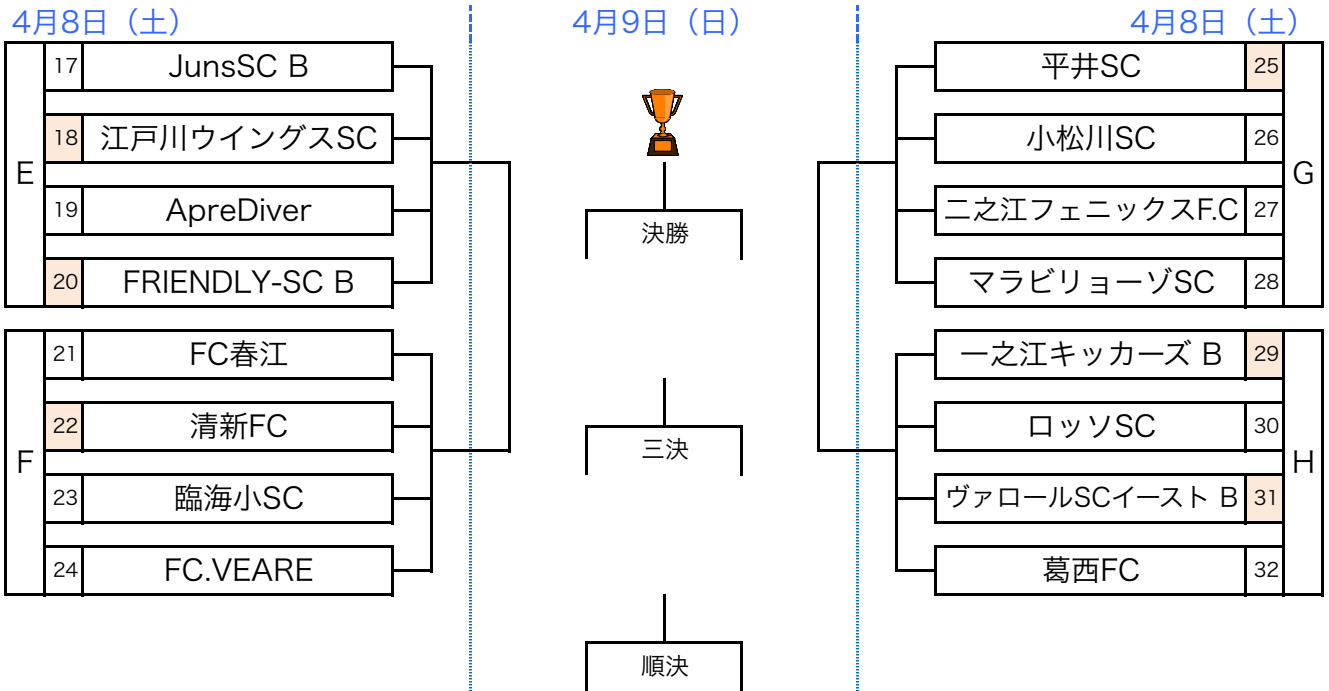 4月8日（土）
4月9日（日）
4月8日（土）
E
17 JunsSC B
18 江戸川ウイングスSC
19 ApreDiver
20 FRIENDLY-SC B
F
21 FC春江
22 清新FC
23 臨海小SC
24 FC.VEARE
決勝
三決
順決
平井SC 25
小松川SC 26
二之江フェニックスF.C 27
マラビリョーゾSC 28
G
一之江キッカーズ B 29
ロッソSC 30
ヴァロールSCイースト B 31
葛西FC 32
H